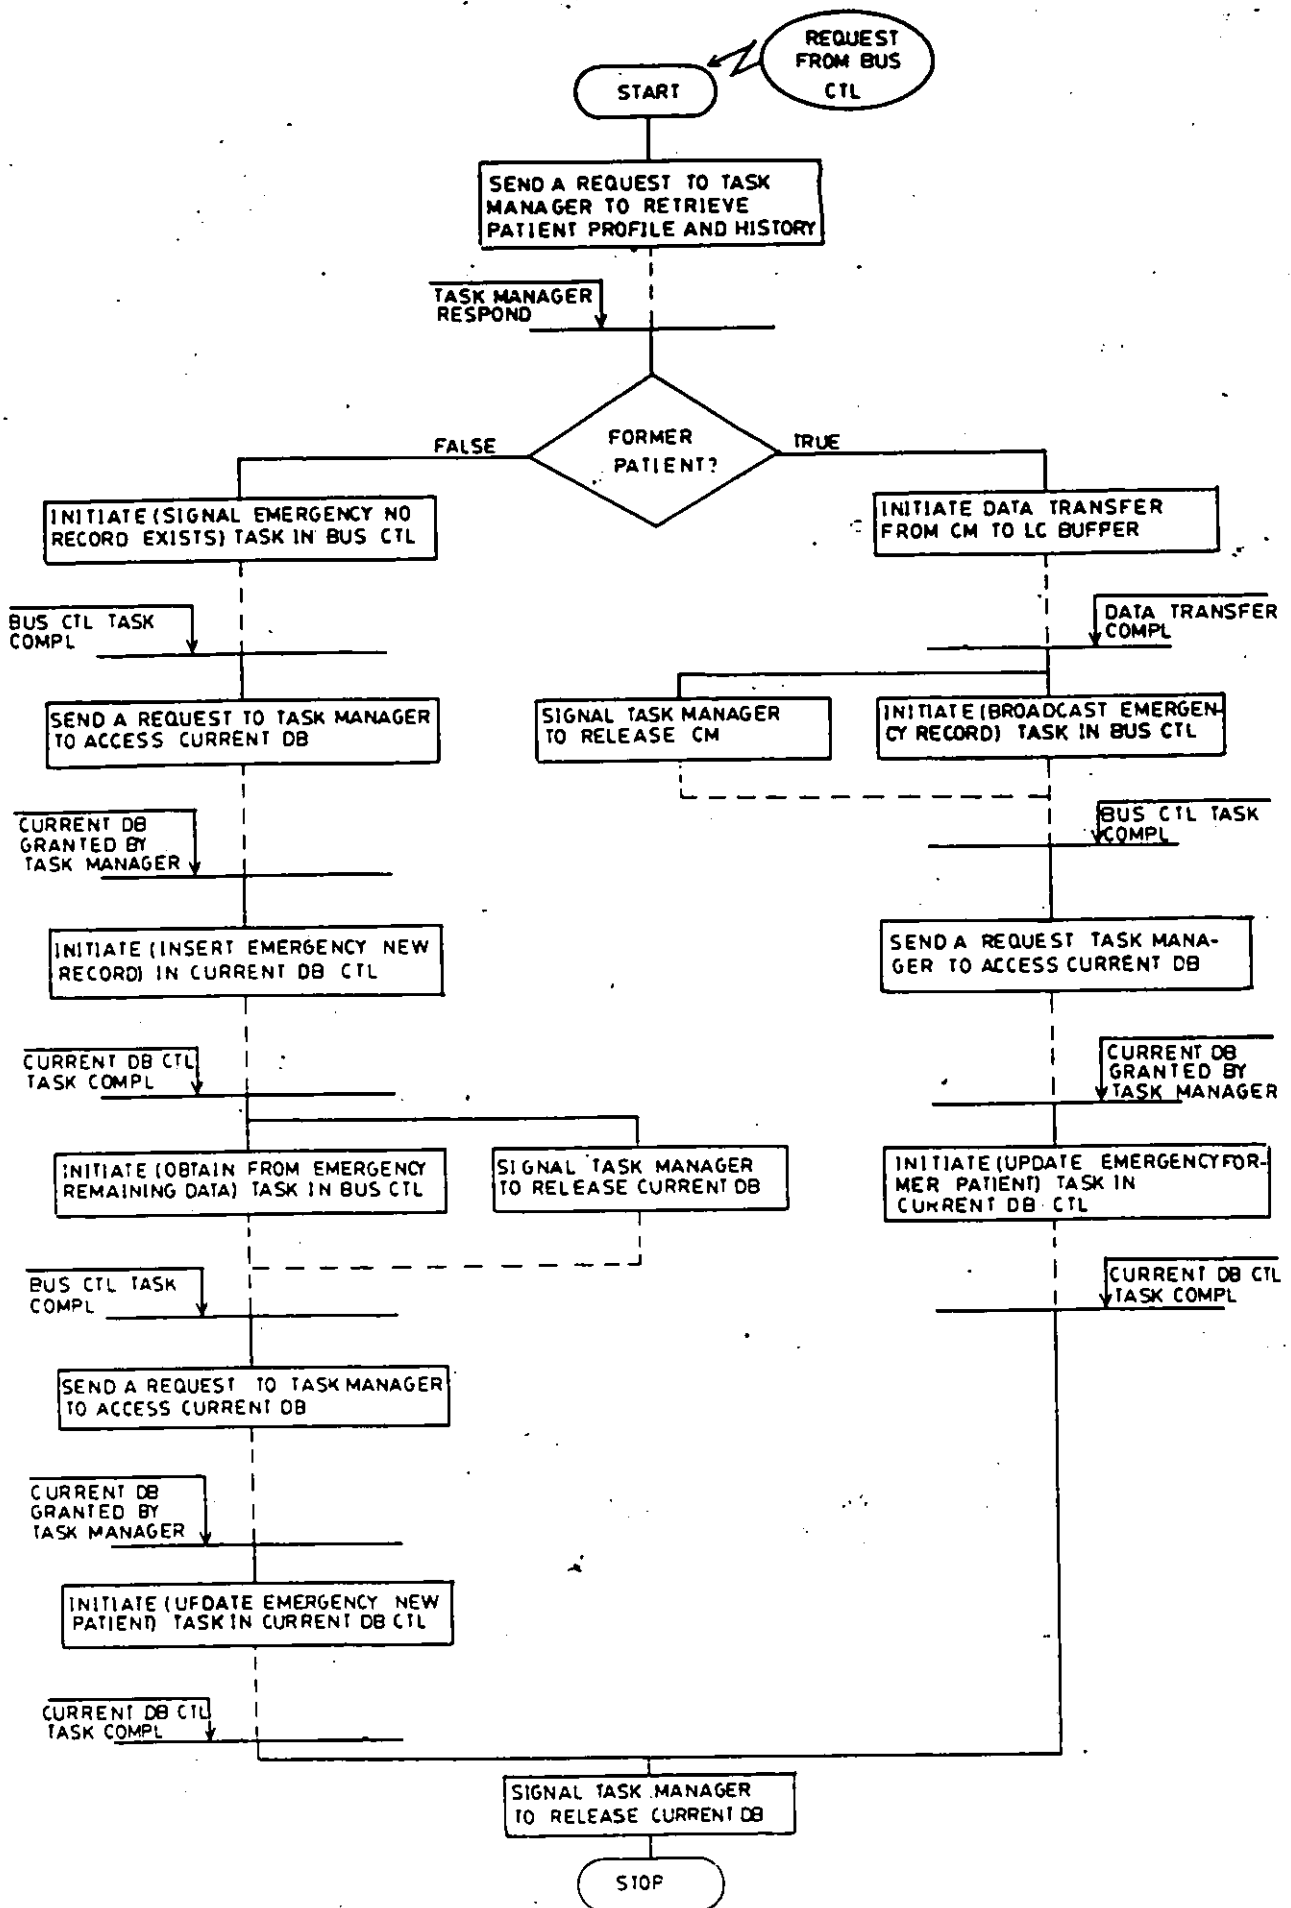 REQUEST
FROM BUS
CTL
START
SEND A REQUEST TO TASK
MANAGER TO RETRIEVE
PATIENT PROFILE AND HISTORY
TASK MANAGER
RESPOND
FORMER
PATIENT?
FALSE
TRUE
INITIATE (SIGNAL EMERGENCY NO
RECORD EXISTS) TASK IN BUS CTL
INITIATE DATA TRANSFER
FROM CM TO LC BUFFER
BUS CTL TASK
COMPL
DATA TRANSFER
COMPL
SEND A REQUEST TO TASK MANAGER
TO ACCESS CURRENT DB
SIGNAL TASK MANAGER
TO RELEASE CM
INITIATE (BROADCAST EMERGEN-
CY RECORD) TASK IN BUS CTL
CURRENT DB
GRANTED BY
TASK MANAGER
BUS CTL TASK
COMPL
INITIATE (INSERT EMERGENCY NEW
RECORD) IN CURRENT DB CTL
SEND A REQUEST TASK MANA-
GER TO ACCESS CURRENT DB
CURRENT DB CTL
TASK COMPL
CURRENT DB
GRANTED BY
TASK MANAGER
INITIATE (OBTAIN FROM EMERGENCY
REMAINING DATA) TASK IN BUS CTL
SIGNAL TASK MANAGER
TO RELEASE CURRENT DB
INITIATE (UPDATE EMERGENCY FOR-
MER PATIENT) TASK IN
CURRENT DB CTL
BUS CTL TASK
COMPL
CURRENT DB CTL
TASK COMPL
SEND A REQUEST TO TASK MANAGER
TO ACCESS CURRENT DB
CURRENT DB
GRANTED BY
TASK MANAGER
INITIATE (UFDATE EMERGENCY NEW
PATIENT) TASK IN CURRENT DB CTL
CURRENT DB CTL
TASK COMPL
SIGNAL TASK MANAGER
TO RELEASE CURRENT DB
STOP